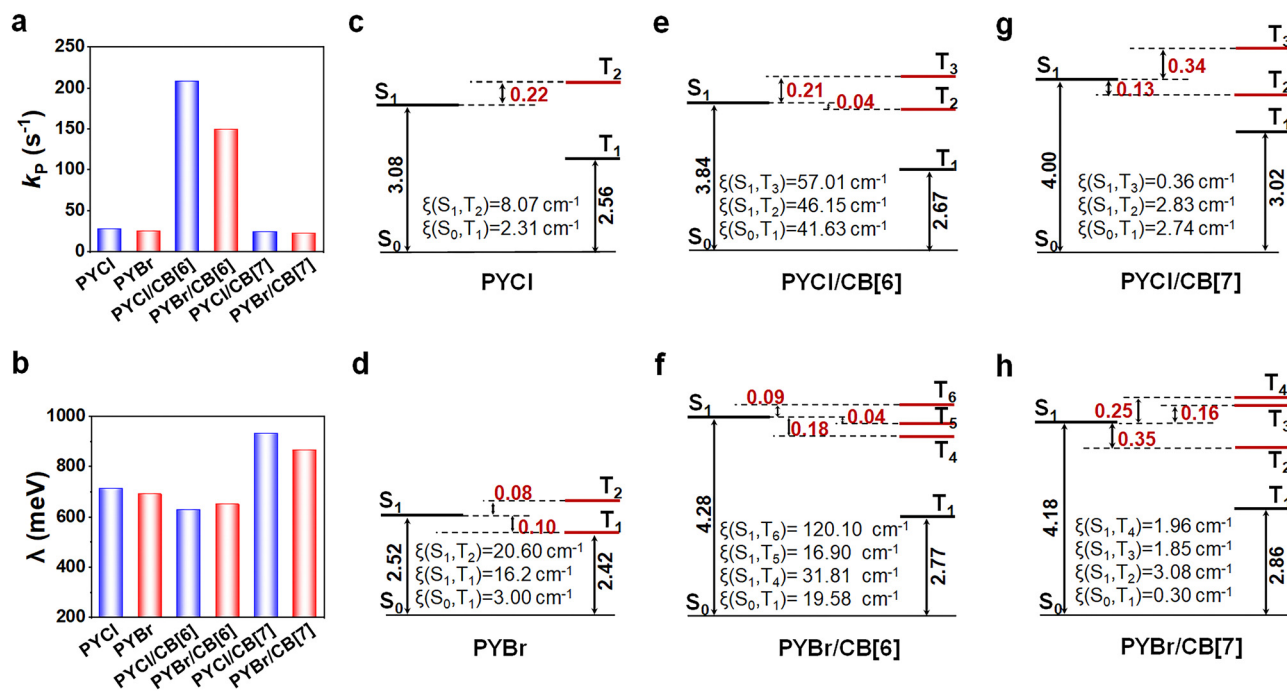 a
250
200
150
100
50
0
kP (s-1)
PYCl
PYBr
PYCl/CB[6]
PYBr/CB[6]
PYCl/CB[7]
PYBr/CB[7]
b
1000
800
600
400
200
λ (meV)
PYCl
PYBr
PYCl/CB[6]
PYBr/CB[6]
PYCl/CB[7]
PYBr/CB[7]
c
T2
S1
0.22
T1
3.08
2.56
ξ(S1,T2)=8.07 cm-1
ξ(S0,T1)=2.31 cm-1
S0
PYCl
d
T2
0.08
S1
T1
0.10
2.52
2.42
ξ(S1,T2)=20.60 cm-1
ξ(S1,T1)=16.2 cm-1
ξ(S0,T1)=3.00 cm-1
S0
PYBr
e
T3
S1
0.21
0.04
T2
T1
3.84
2.67
ξ(S1,T3)=57.01 cm-1
ξ(S1,T2)=46.15 cm-1
ξ(S0,T1)=41.63 cm-1
S0
PYCl/CB[6]
f
T6
0.09
S1
0.04
T5
0.18
T4
T1
4.28
2.77
ξ(S1,T6)= 120.10 cm-1
ξ(S1,T5)= 16.90 cm-1
ξ(S1,T4)= 31.81 cm-1
ξ(S0,T1)= 19.58 cm-1
S0
PYBr/CB[6]
g
T3
0.34
S1
T2
0.13
T1
4.00
3.02
ξ(S1,T3)=0.36 cm-1
ξ(S1,T2)=2.83 cm-1
ξ(S0,T1)=2.74 cm-1
S0
PYCl/CB[7]
h
T4
0.25
0.16
S1
T3
0.35
T2
T1
4.18
2.86
ξ(S1,T4)=1.96 cm-1
ξ(S1,T3)=1.85 cm-1
ξ(S1,T2)=3.08 cm-1
ξ(S0,T1)=0.30 cm-1
S0
PYBr/CB[7]